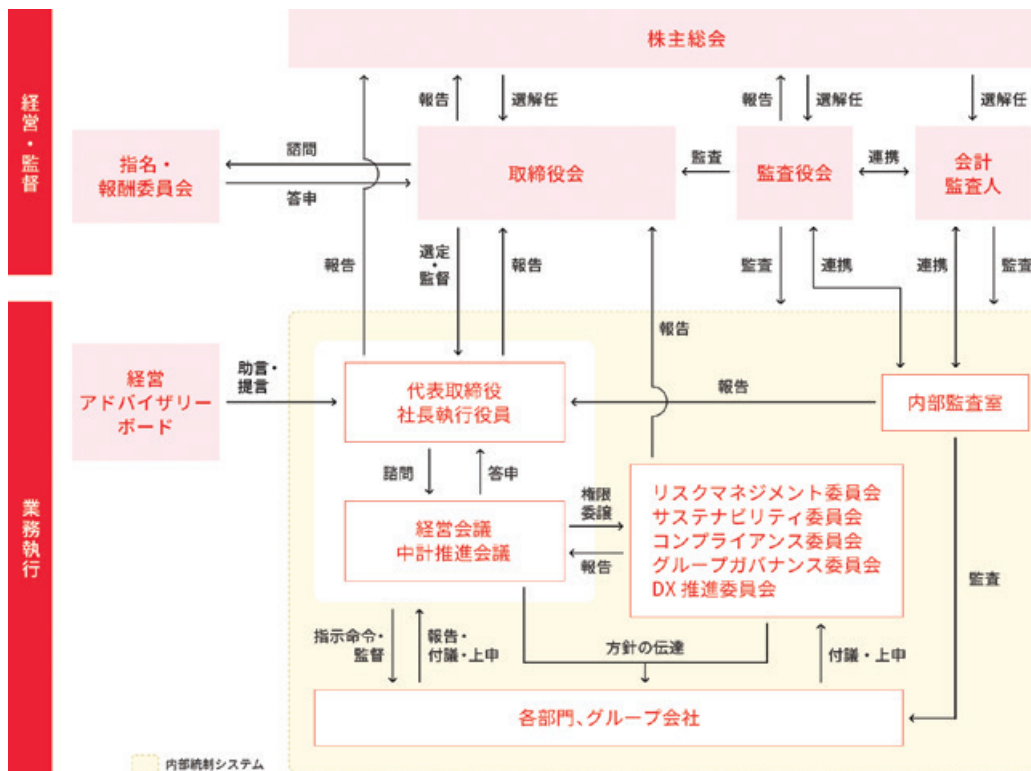 株主総会
経営・監督
報告
選解任
報告
選解任
選解任
指名・
報酬委員会
諮問
答申
取締役会
監査
監査役会
連携
会計
監査人
報告
選定・
監督
報告
報告
監査
連携
連携
監査
業務執行
経営
アドバイザリー
ボード
助言・
提言
代表取締役
社長執行役員
報告
内部監査室
諮問
答申
経営会議
中計推進会議
権限
委譲
報告
リスクマネジメント委員会
サステナビリティ委員会
コンプライアンス委員会
グループガバナンス委員会
DX 推進委員会
監査
指示命令・
監督
報告・
付議・上申
方針の伝達
付議・上申
各部門、グループ会社
内部統制システム